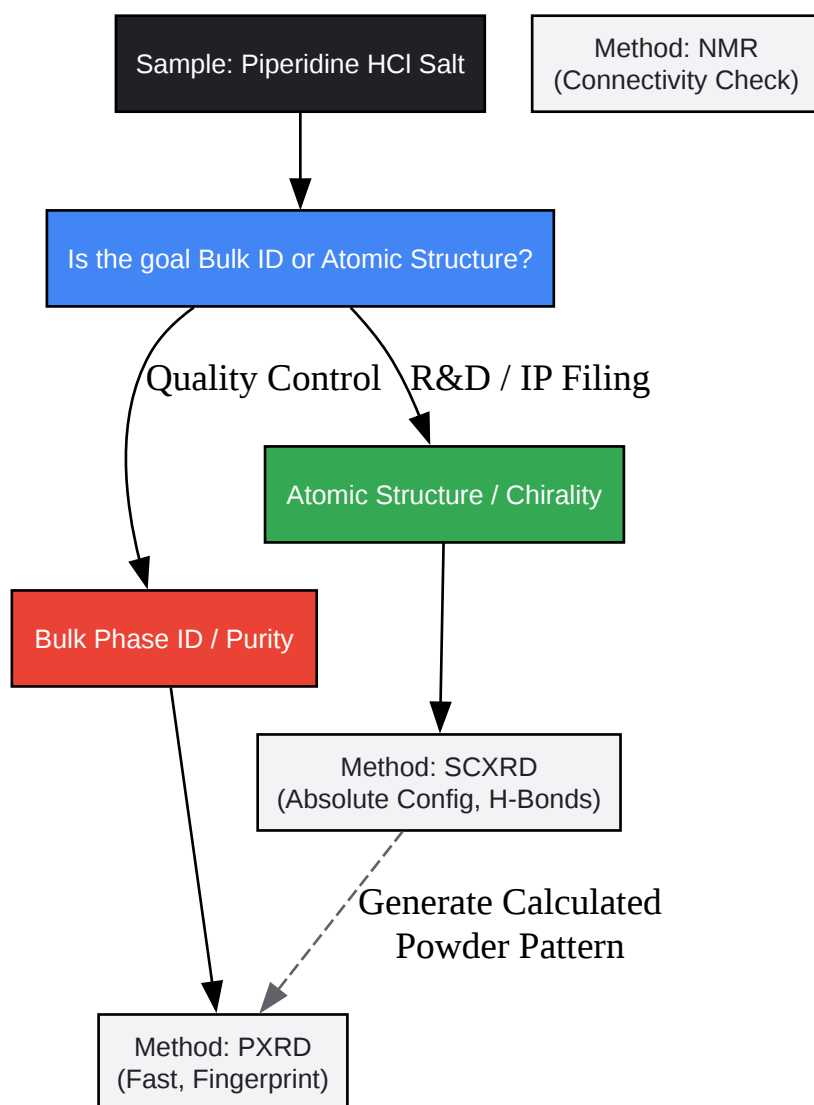 Sample: Piperidine HCl Salt
Method: NMR
(Connectivity Check)
Is the goal Bulk ID or Atomic Structure?
Quality Control
R&D / IP Filing
Atomic Structure / Chirality
Bulk Phase ID / Purity
Method: SCXRD
(Absolute Config, H-Bonds)
Generate Calculated
Powder Pattern
Method: PXRD
(Fast, Fingerprint)